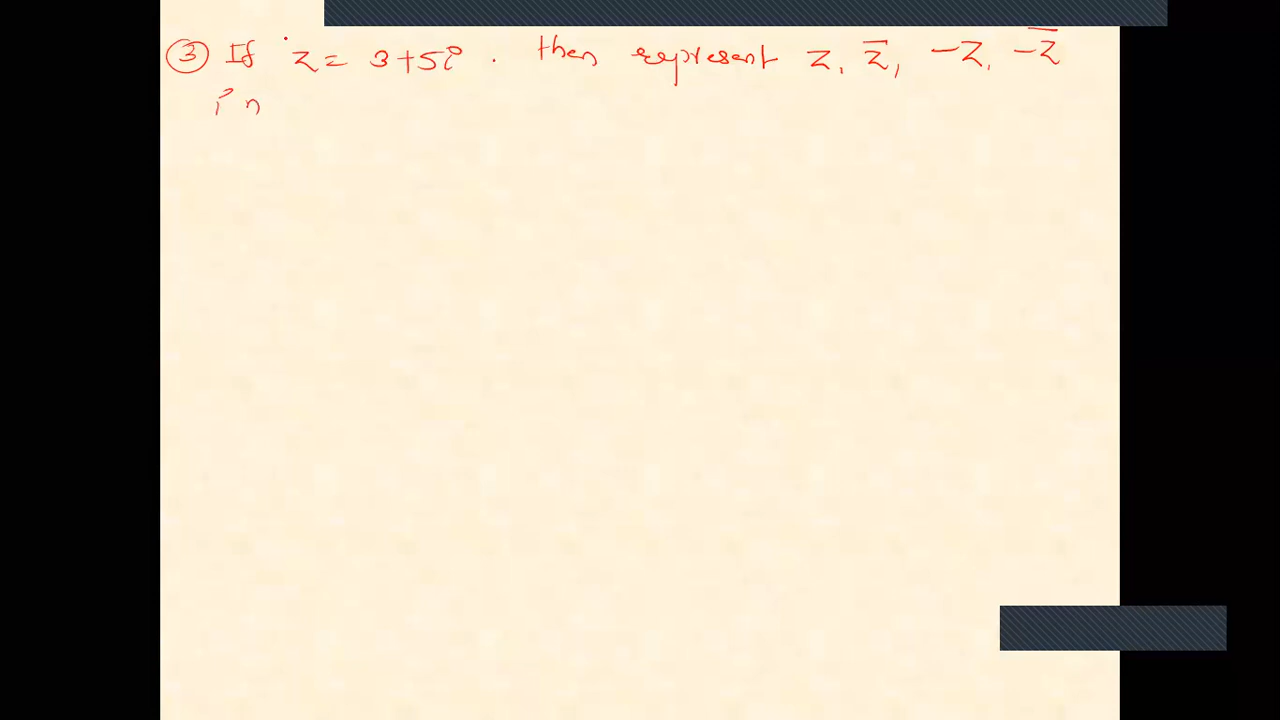 ③ If z = 3+5i . then represent z, z̅, -z, -z̅
in